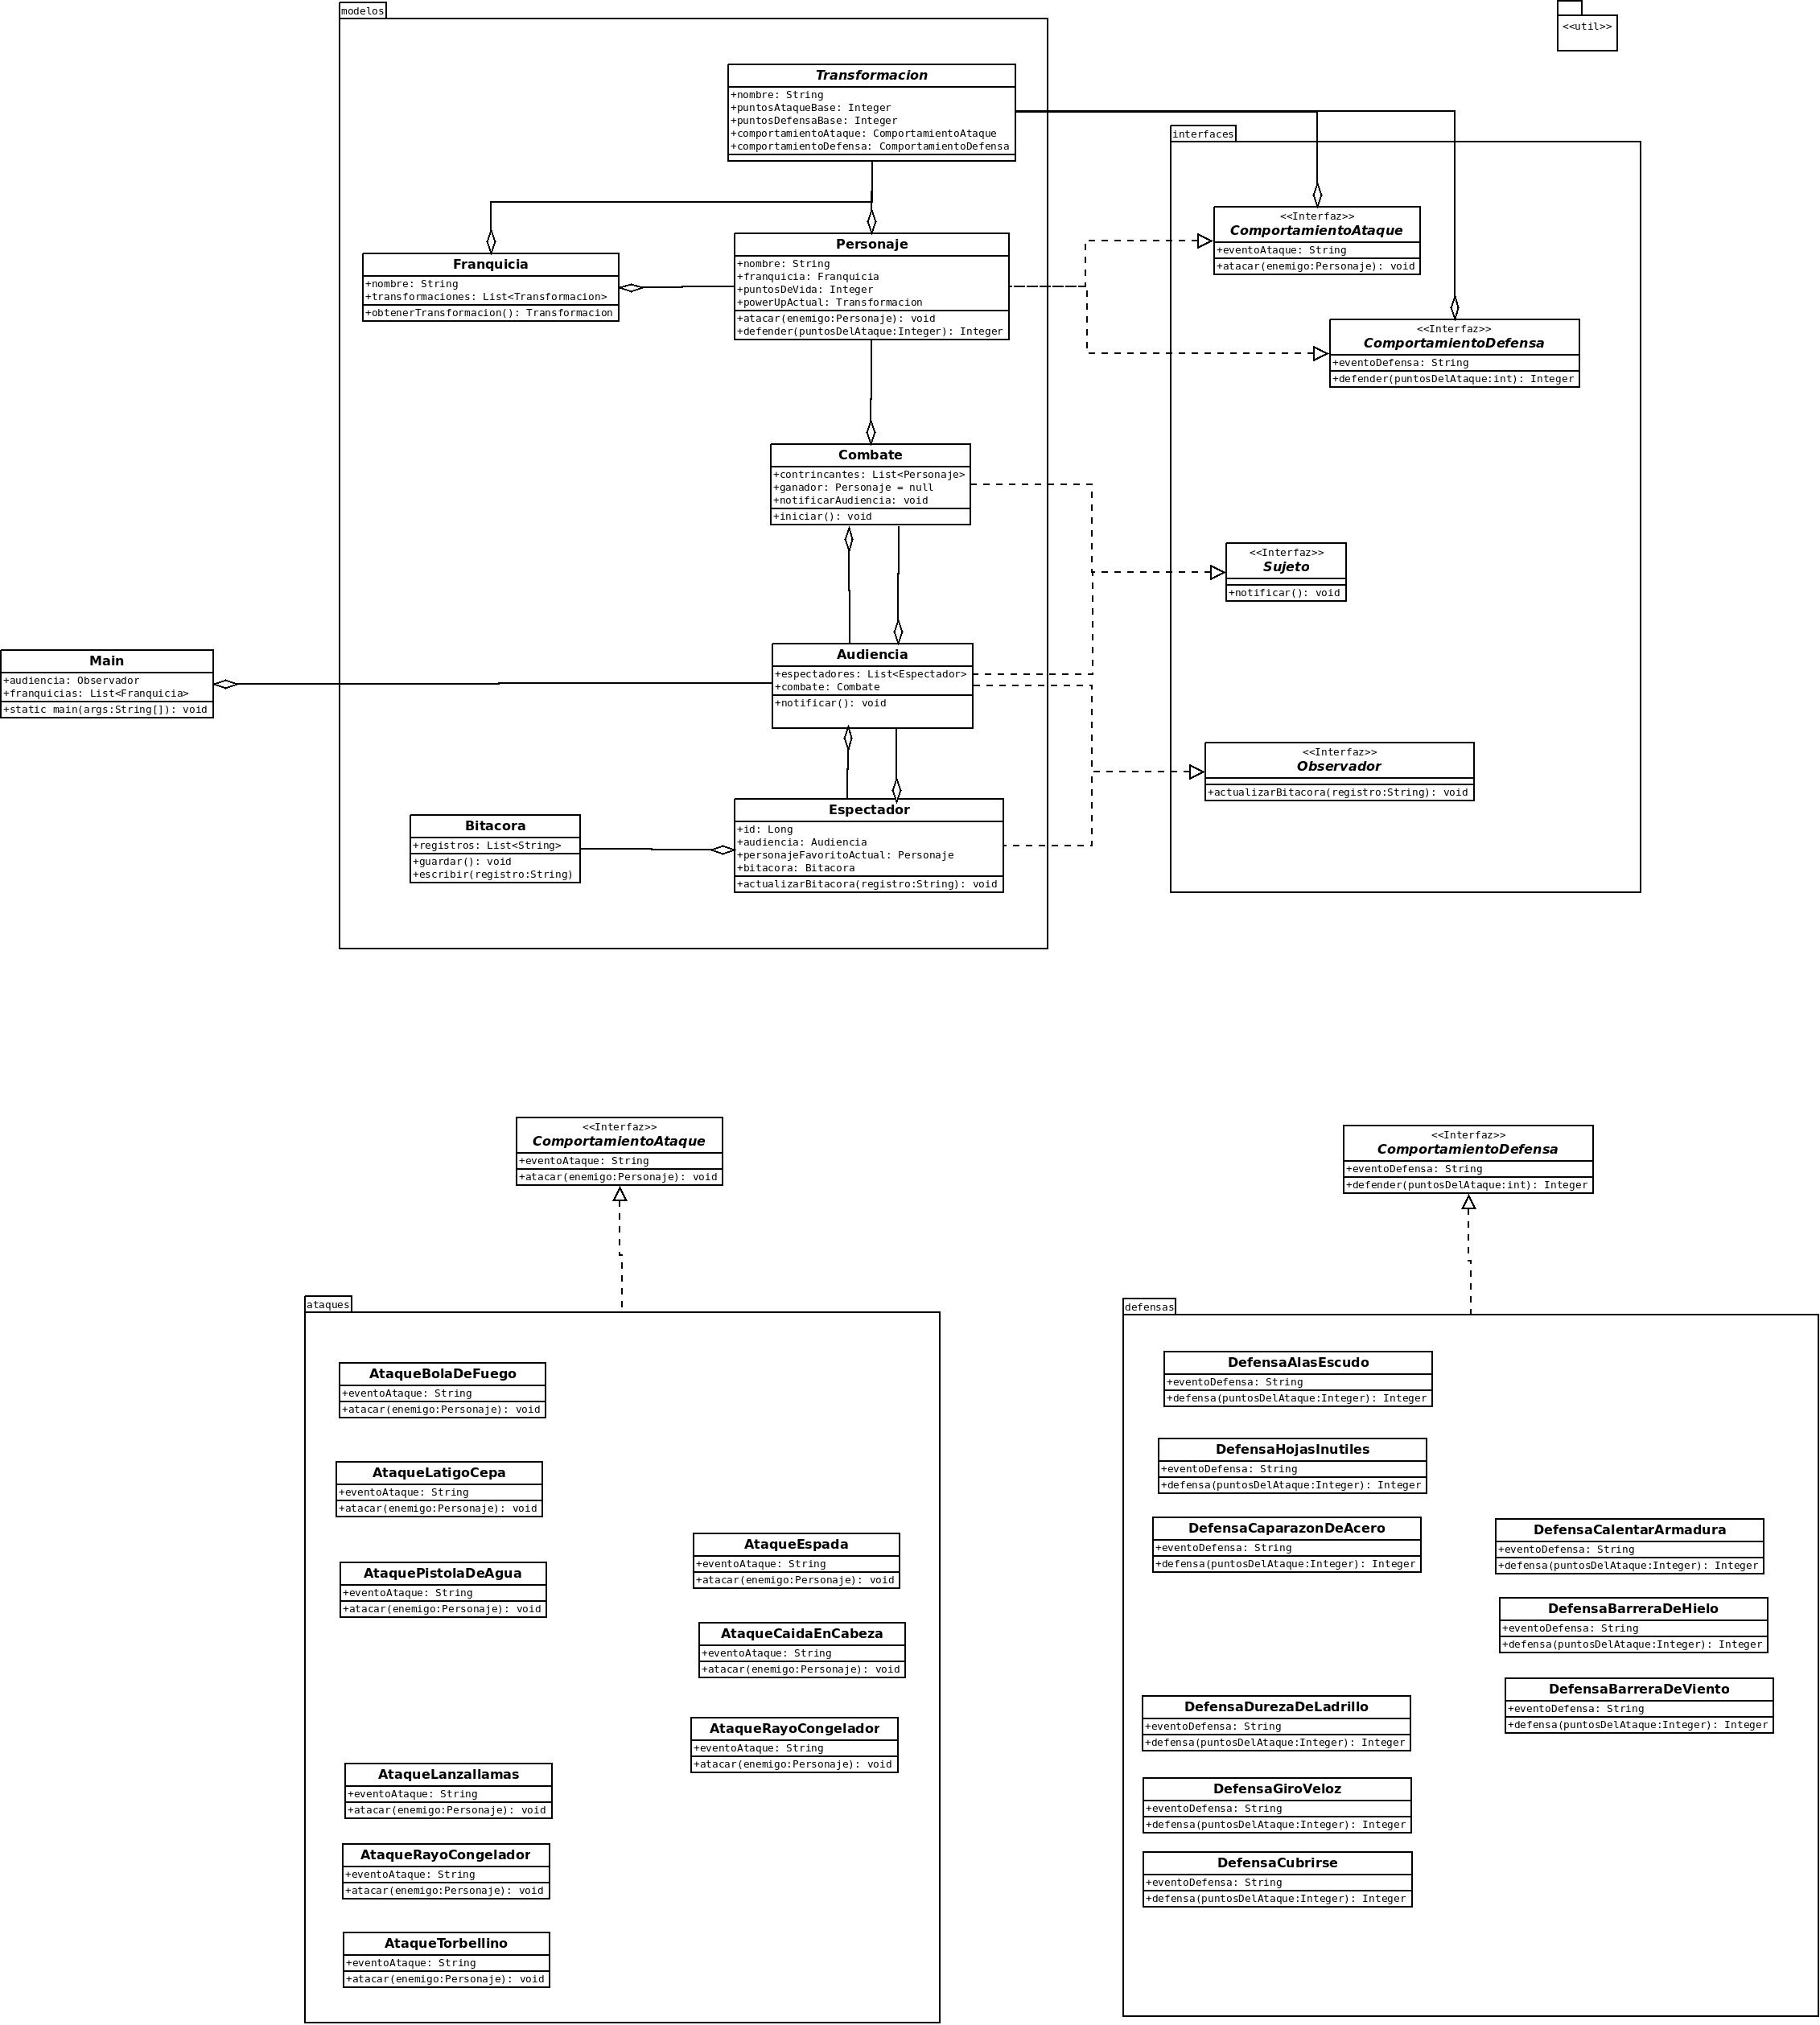 modelos
<<util>>
Transformacion
+nombre: String
+puntosAtaqueBase: Integer
+puntosDefensaBase: Integer
+comportamientoAtaque: ComportamientoAtaque
+comportamientoDefensa: ComportamientoDefensa
interfaces
<<Interfaz>>
ComportamientoAtaque
+eventoAtaque: String
+atacar(enemigo:Personaje): void
Personaje
+nombre: String
+franquicia: Franquicia
+puntosDeVida: Integer
+powerUpActual: Transformacion
+atacar(enemigo:Personaje): void
+defender(puntosDelAtaque:Integer): Integer
Franquicia
+nombre: String
+transformaciones: List<Transformacion>
+obtenerTransformacion(): Transformacion
<<Interfaz>>
ComportamientoDefensa
+eventoDefensa: String
+defender(puntosDelAtaque:int): Integer
Combate
+contrincantes: List<Personaje>
+ganador: Personaje = null
+notificarAudiencia: void
+iniciar(): void
<<Interfaz>>
Sujeto
+notificar(): void
Main
+audiencia: Observador
+franquicias: List<Franquicia>
+static main(args:String[]): void
Audiencia
+espectadores: List<Espectador>
+combate: Combate
+notificar(): void
<<Interfaz>>
Observador
+actualizarBitacora(registro:String): void
Bitacora
+registros: List<String>
+guardar(): void
+escribir(registro:String)
Espectador
+id: Long
+audiencia: Audiencia
+personajeFavoritoActual: Personaje
+bitacora: Bitacora
+actualizarBitacora(registro:String): void
<<Interfaz>>
ComportamientoAtaque
+eventoAtaque: String
+atacar(enemigo:Personaje): void
<<Interfaz>>
ComportamientoDefensa
+eventoDefensa: String
+defender(puntosDelAtaque:int): Integer
ataques
AtaqueBolaDeFuego
+eventoAtaque: String
+atacar(enemigo:Personaje): void
AtaqueLatigoCepa
+eventoAtaque: String
+atacar(enemigo:Personaje): void
AtaquePistolaDeAgua
+eventoAtaque: String
+atacar(enemigo:Personaje): void
AtaqueEspada
+eventoAtaque: String
+atacar(enemigo:Personaje): void
AtaqueCaidaEnCabeza
+eventoAtaque: String
+atacar(enemigo:Personaje): void
AtaqueRayoCongelador
+eventoAtaque: String
+atacar(enemigo:Personaje): void
AtaqueLanzallamas
+eventoAtaque: String
+atacar(enemigo:Personaje): void
AtaqueRayoCongelador
+eventoAtaque: String
+atacar(enemigo:Personaje): void
AtaqueTorbellino
+eventoAtaque: String
+atacar(enemigo:Personaje): void
defensas
DefensaAlasEscudo
+eventoDefensa: String
+defensa(puntosDelAtaque:Integer): Integer
DefensaHojasInutiles
+eventoDefensa: String
+defensa(puntosDelAtaque:Integer): Integer
DefensaCaparazonDeAcero
+eventoDefensa: String
+defensa(puntosDelAtaque:Integer): Integer
DefensaCalentarArmadura
+eventoDefensa: String
+defensa(puntosDelAtaque:Integer): Integer
DefensaBarreraDeHielo
+eventoDefensa: String
+defensa(puntosDelAtaque:Integer): Integer
DefensaBarreraDeViento
+eventoDefensa: String
+defensa(puntosDelAtaque:Integer): Integer
DefensaDurezaDeLadrillo
+eventoDefensa: String
+defensa(puntosDelAtaque:Integer): Integer
DefensaGiroVeloz
+eventoDefensa: String
+defensa(puntosDelAtaque:Integer): Integer
DefensaCubrirse
+eventoDefensa: String
+defensa(puntosDelAtaque:Integer): Integer